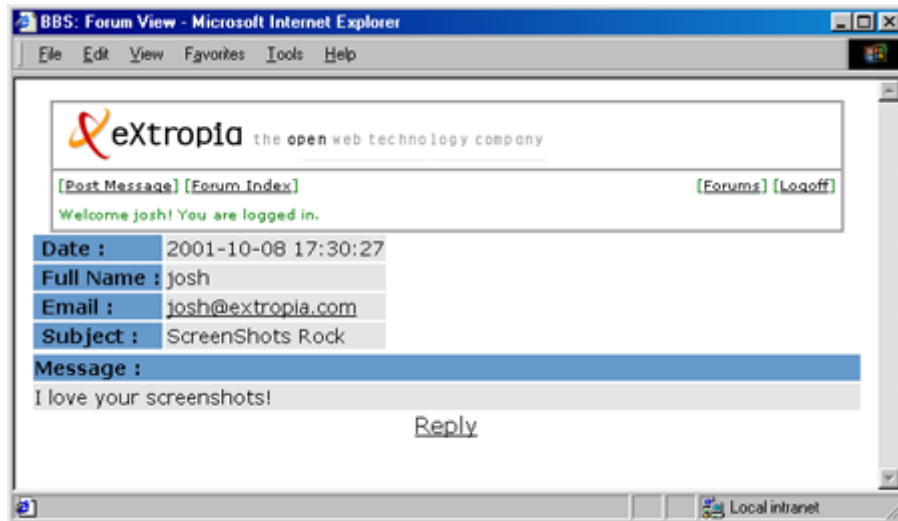 BBS: Forum View - Microsoft Internet Explorer
File Edit View Favorites Tools Help
eXtropia the open web technology company
[Post Message] [Forum Index] [Forums] [Logoff]
Welcome josh! You are logged in.
Date : 2001-10-08 17:30:27
Full Name : josh
Email : josh@extropia.com
Subject : ScreenShots Rock
Message :
I love your screenshots!
Reply
Local intranet